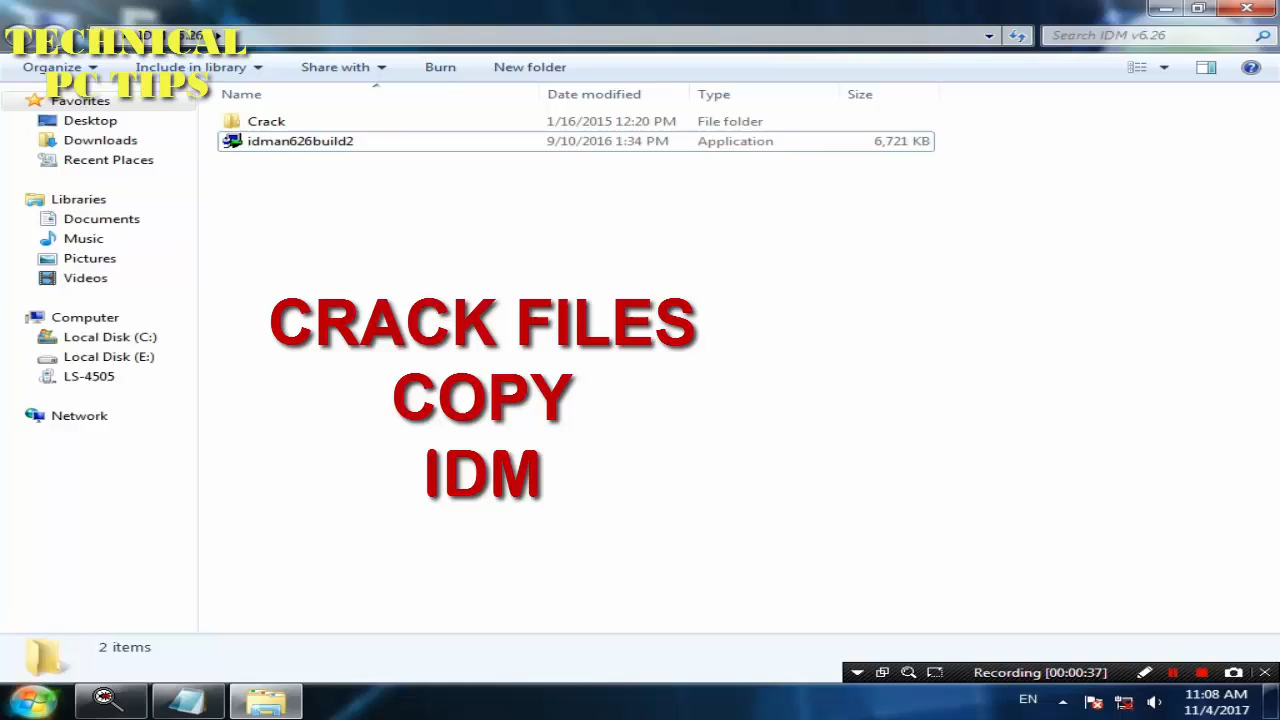 TECHNICAL
PC TIPS
Search IDM v6.26
Organize
Include in library
Share with
Burn
New folder
Name
Date modified
Type
Size
Favorites
Desktop
Downloads
Recent Places
Libraries
Documents
Music
Pictures
Videos
Computer
Local Disk (C:)
Local Disk (E:)
LS-4505
Network
Crack
1/16/2015 12:20 PM
File folder
idman626build2
9/10/2016 1:34 PM
Application
6,721 KB
CRACK FILES
COPY
IDM
2 items
Recording [00:00:37]
EN
11:08 AM
11/4/2017